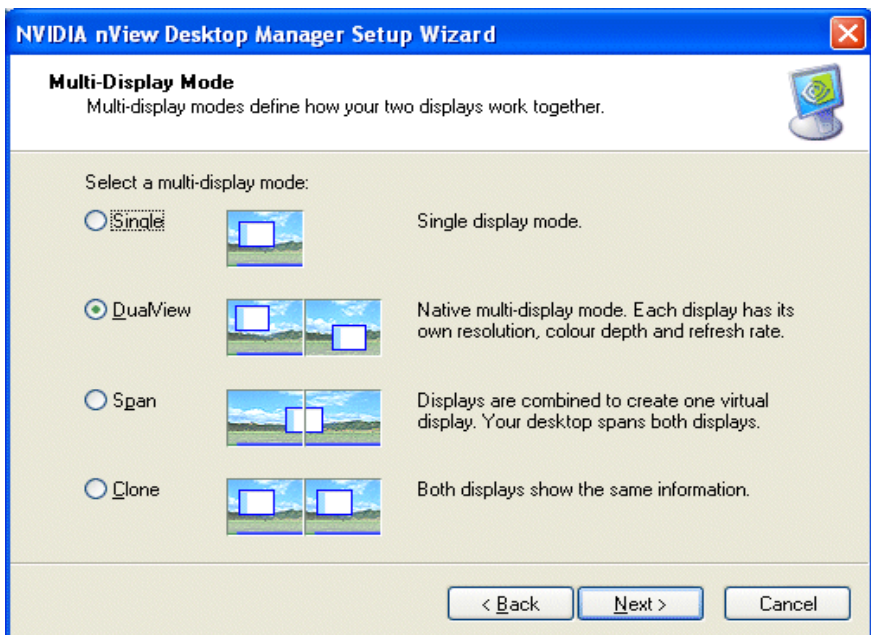 NVIDIA nView Desktop Manager Setup Wizard
Multi-Display Mode
Multi-display modes define how your two displays work together.
Select a multi-display mode:
Single
Single display mode.
DualView
Native multi-display mode. Each display has its
own resolution, colour depth and refresh rate.
Span
Displays are combined to create one virtual
display. Your desktop spans both displays.
Clone
Both displays show the same information.
< Back
Next >
Cancel